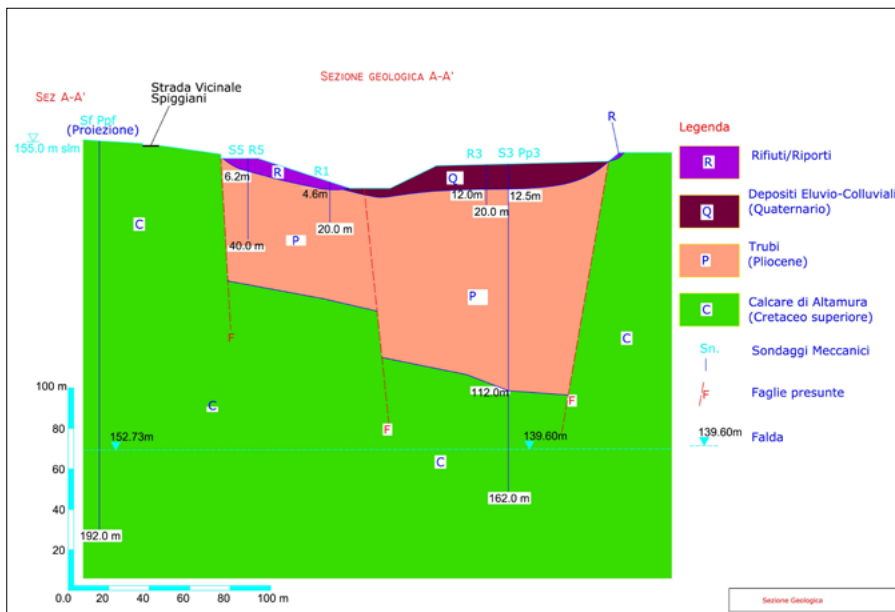 SEZIONE GEOLOGICA A-A'
SEZ A-A'
Strada Vicinale
Spiggiani
Sf Ppf
(Proiezione)
155.0 m slm
S5 R5
R1
R3
S3 Pp3
R
R
Q
6.2m
4.6m
12.0m
12.5m
20.0 m
20.0 m
40.0 m
C
P
P
C
F
F
F
112.0m
C
100 m
80
60
40
20
152.73m
139.60m
C
162.0 m
192.0 m
0.0
20
40
60
80
100 m
Legenda
R
Rifiuti/Riporti
Q
Depositi Eluvio-Colluviali
(Quaternario)
P
Trubi
(Pliocene)
C
Calcare di Altamura
(Cretaceo superiore)
Sn.
Sondaggi Meccanici
F
Faglie presunte
139.60m
Falda
Sezione Geologica